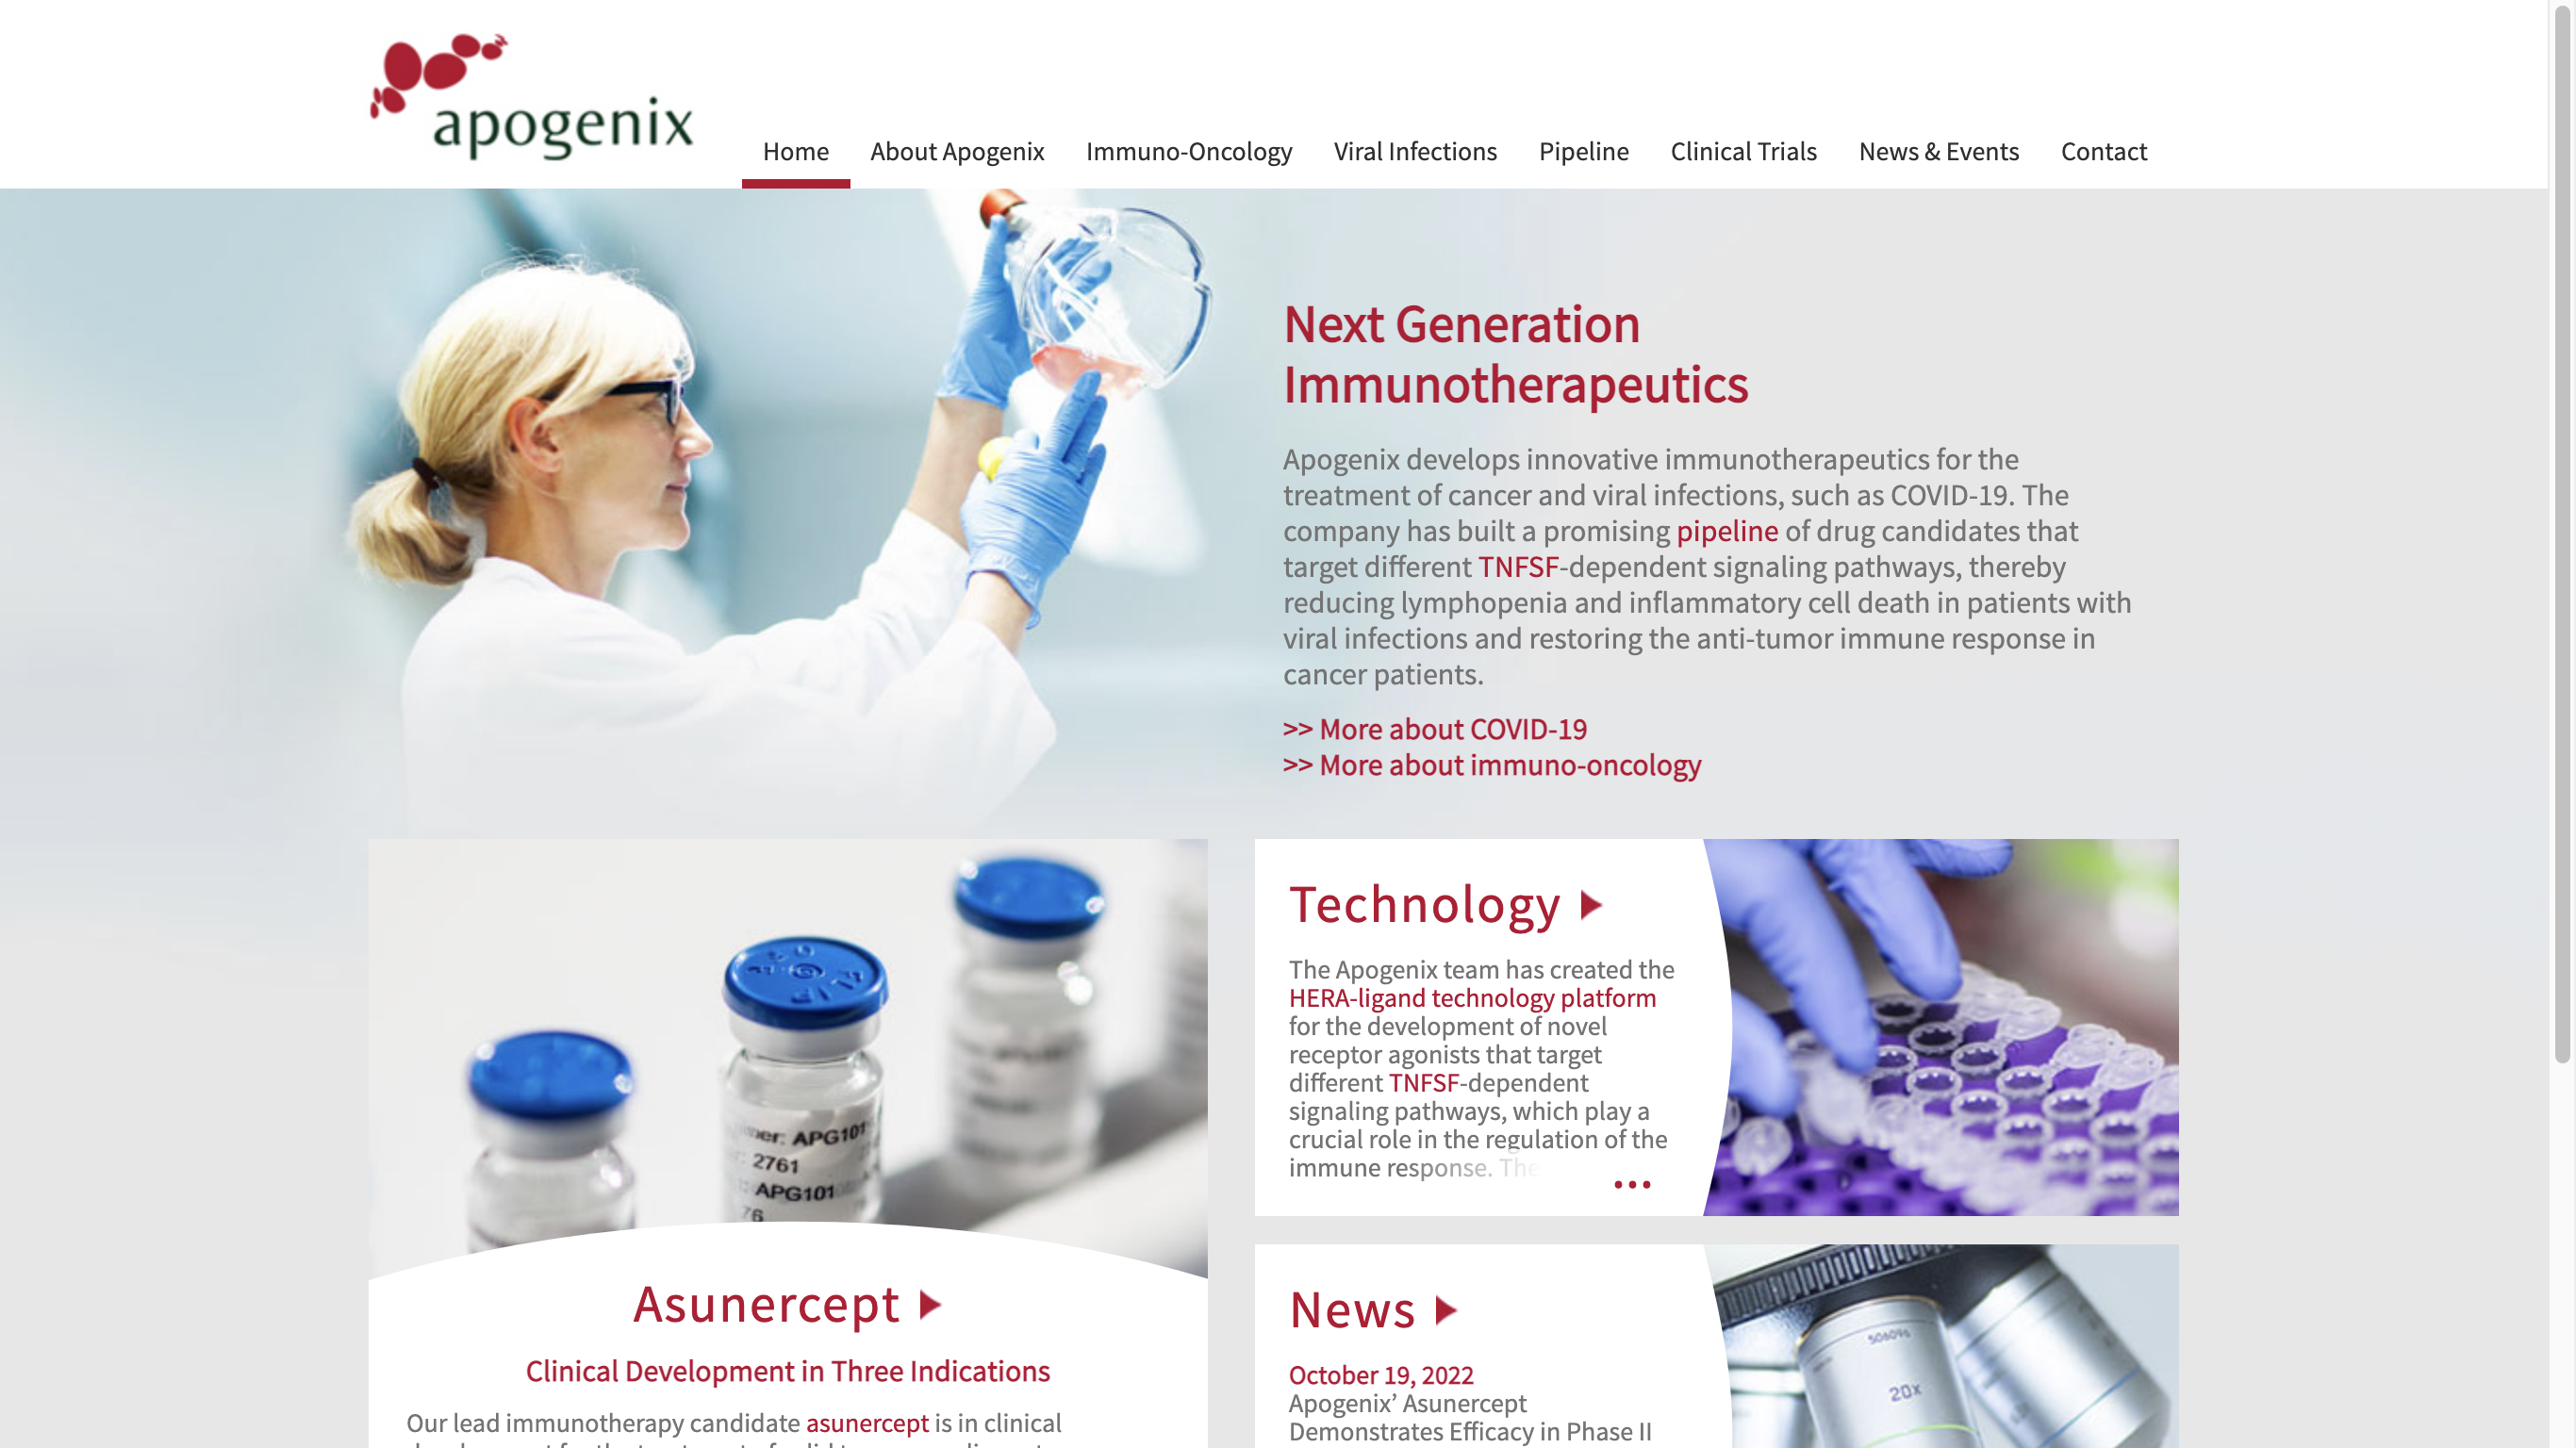 apogenix
Home
About Apogenix
Immuno-Oncology
Viral Infections
Pipeline
Clinical Trials
News & Events
Contact
Next Generation
Immunotherapeutics
Apogenix develops innovative immunotherapeutics for the
treatment of cancer and viral infections, such as COVID-19. The
company has built a promising pipeline of drug candidates that
target different TNFSF-dependent signaling pathways, thereby
reducing lymphopenia and inflammatory cell death in patients with
viral infections and restoring the anti-tumor immune response in
cancer patients.
>> More about COVID-19
>> More about immuno-oncology
APG101
2761
APG101
76
Asunercept
Clinical Development in Three Indications
Our lead immunotherapy candidate asunercept is in clinical
Technology
The Apogenix team has created the
HERA-ligand technology platform
for the development of novel
receptor agonists that target
different TNFSF-dependent
signaling pathways, which play a
crucial role in the regulation of the
immune response. The
...
News
October 19, 2022
Apogenix’ Asunercept
Demonstrates Efficacy in Phase II
20x